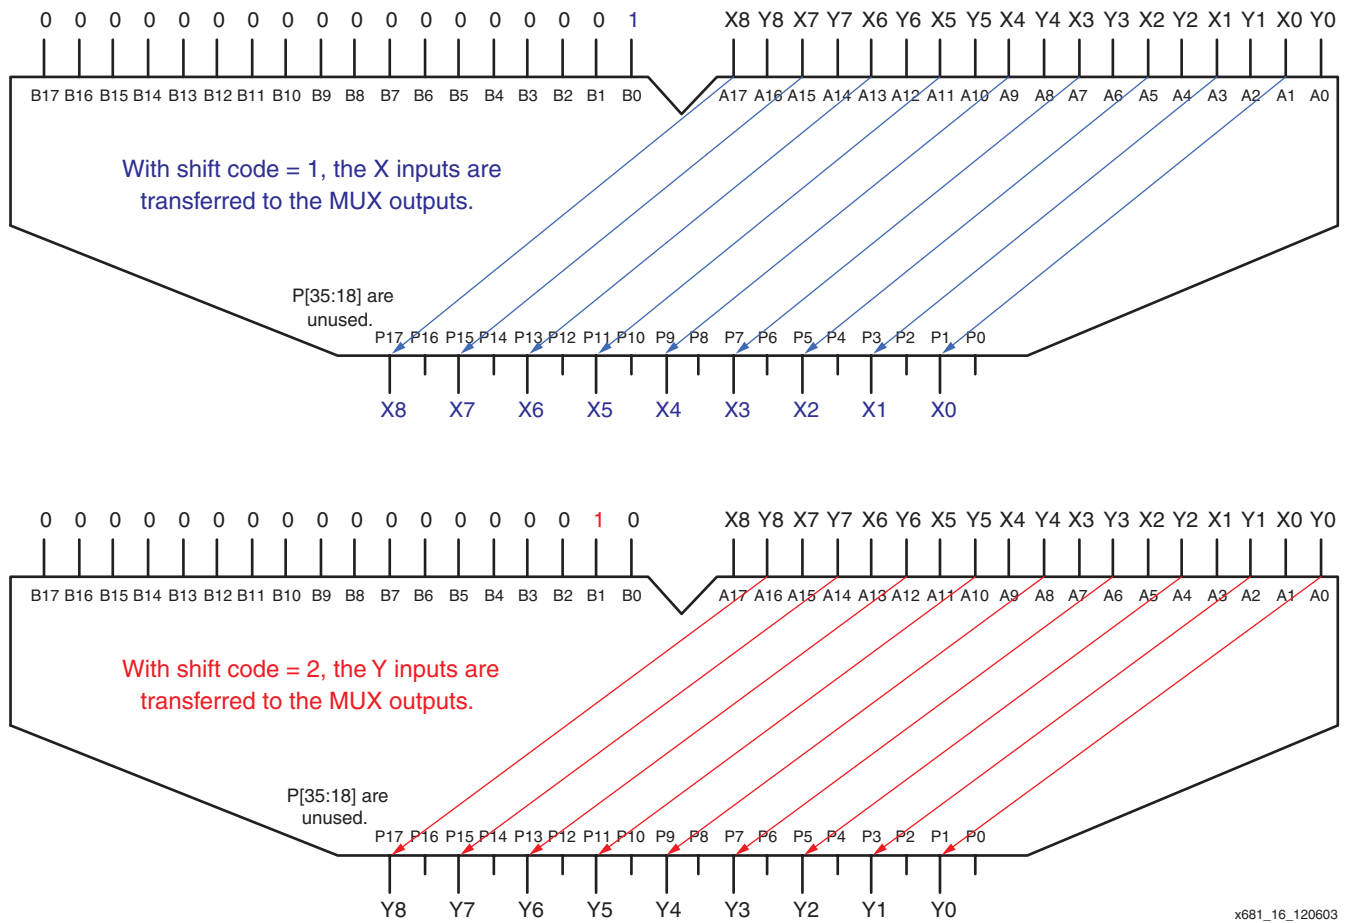 0 0 0 0 0 0 0 0 0 0 0 0 0 0 0 0 0 1 X8 Y8 X7 Y7 X6 Y6 X5 Y5 X4 Y4 X3 Y3 X2 Y2 X1 Y1 X0 Y0
B17 B16 B15 B14 B13 B12 B11 B10 B9 B8 B7 B6 B5 B4 B3 B2 B1 B0 A17 A16 A15 A14 A13 A12 A11 A10 A9 A8 A7 A6 A5 A4 A3 A2 A1 A0
With shift code = 1, the X inputs are
transferred to the MUX outputs.
P[35:18] are
unused.
P17 P16 P15 P14 P13 P12 P11 P10 P9 P8 P7 P6 P5 P4 P3 P2 P1 P0
X8 X7 X6 X5 X4 X3 X2 X1 X0
0 0 0 0 0 0 0 0 0 0 0 0 0 0 0 0 1 0 X8 Y8 X7 Y7 X6 Y6 X5 Y5 X4 Y4 X3 Y3 X2 Y2 X1 Y1 X0 Y0
B17 B16 B15 B14 B13 B12 B11 B10 B9 B8 B7 B6 B5 B4 B3 B2 B1 B0 A17 A16 A15 A14 A13 A12 A11 A10 A9 A8 A7 A6 A5 A4 A3 A2 A1 A0
With shift code = 2, the Y inputs are
transferred to the MUX outputs.
P[35:18] are
unused.
P17 P16 P15 P14 P13 P12 P11 P10 P9 P8 P7 P6 P5 P4 P3 P2 P1 P0
Y8 Y7 Y6 Y5 Y4 Y3 Y2 Y1 Y0
x681_16_120603